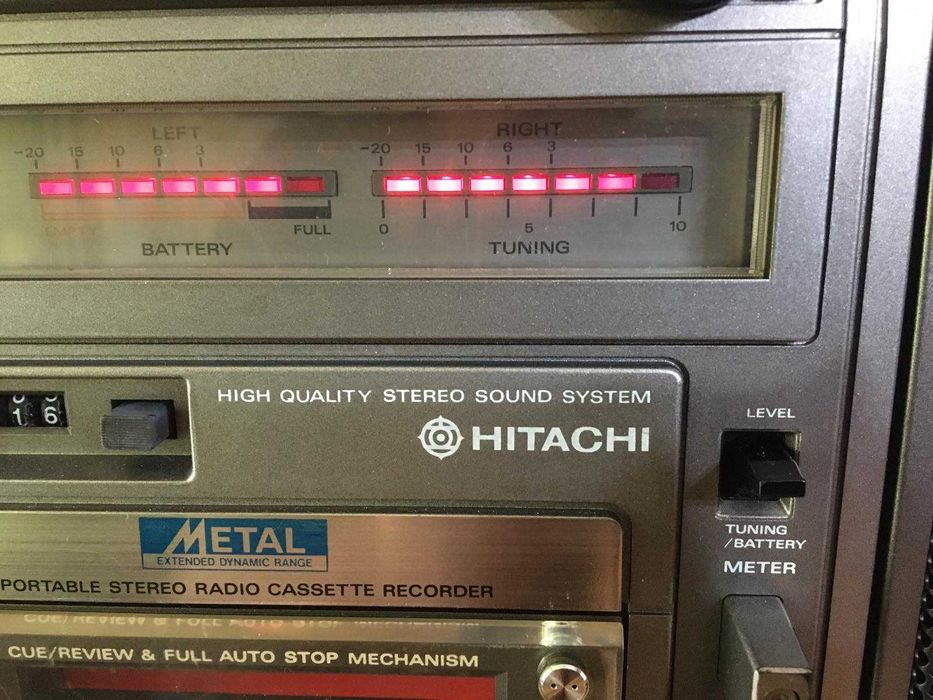 LEFT RIGHT
-20 15 10 6 3 -20 15 10 6 3
EMPTY FULL 0 5 10
BATTERY TUNING
1 6
HIGH QUALITY STEREO SOUND SYSTEM
HITACHI
LEVEL
TUNING
/BATTERY
METER
METAL
EXTENDED DYNAMIC RANGE
PORTABLE STEREO RADIO CASSETTE RECORDER
CUE/REVIEW & FULL AUTO STOP MECHANISM